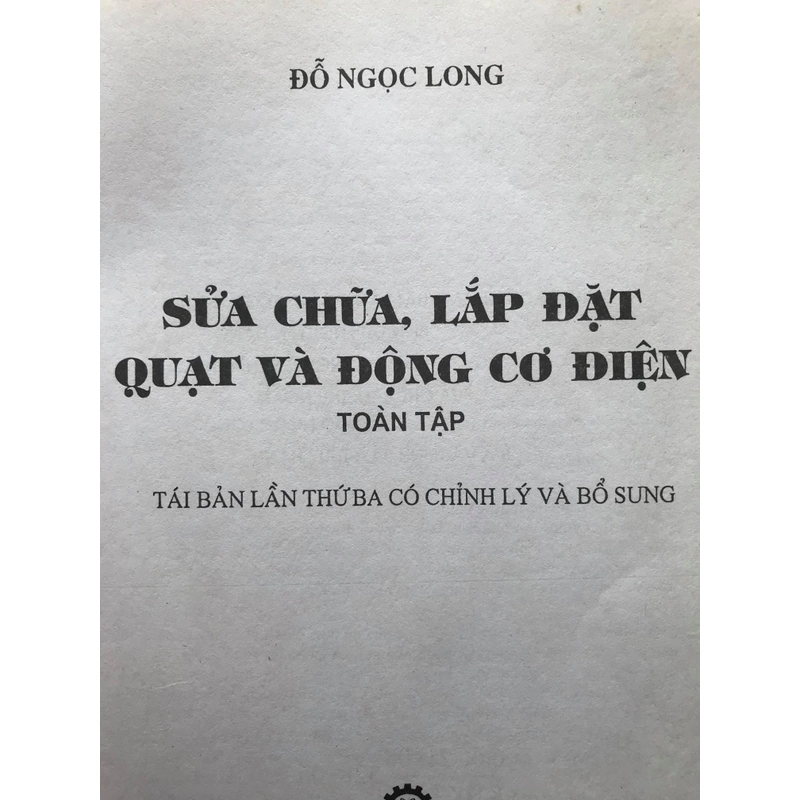 ĐỖ NGỌC LONG
SỬA CHỮA, LẮP ĐẶT
QUẠT VÀ ĐỘNG CƠ ĐIỆN
TOÀN TẬP
TÁI BẢN LẦN THỨ BA CÓ CHỈNH LÝ VÀ BỔ SUNG